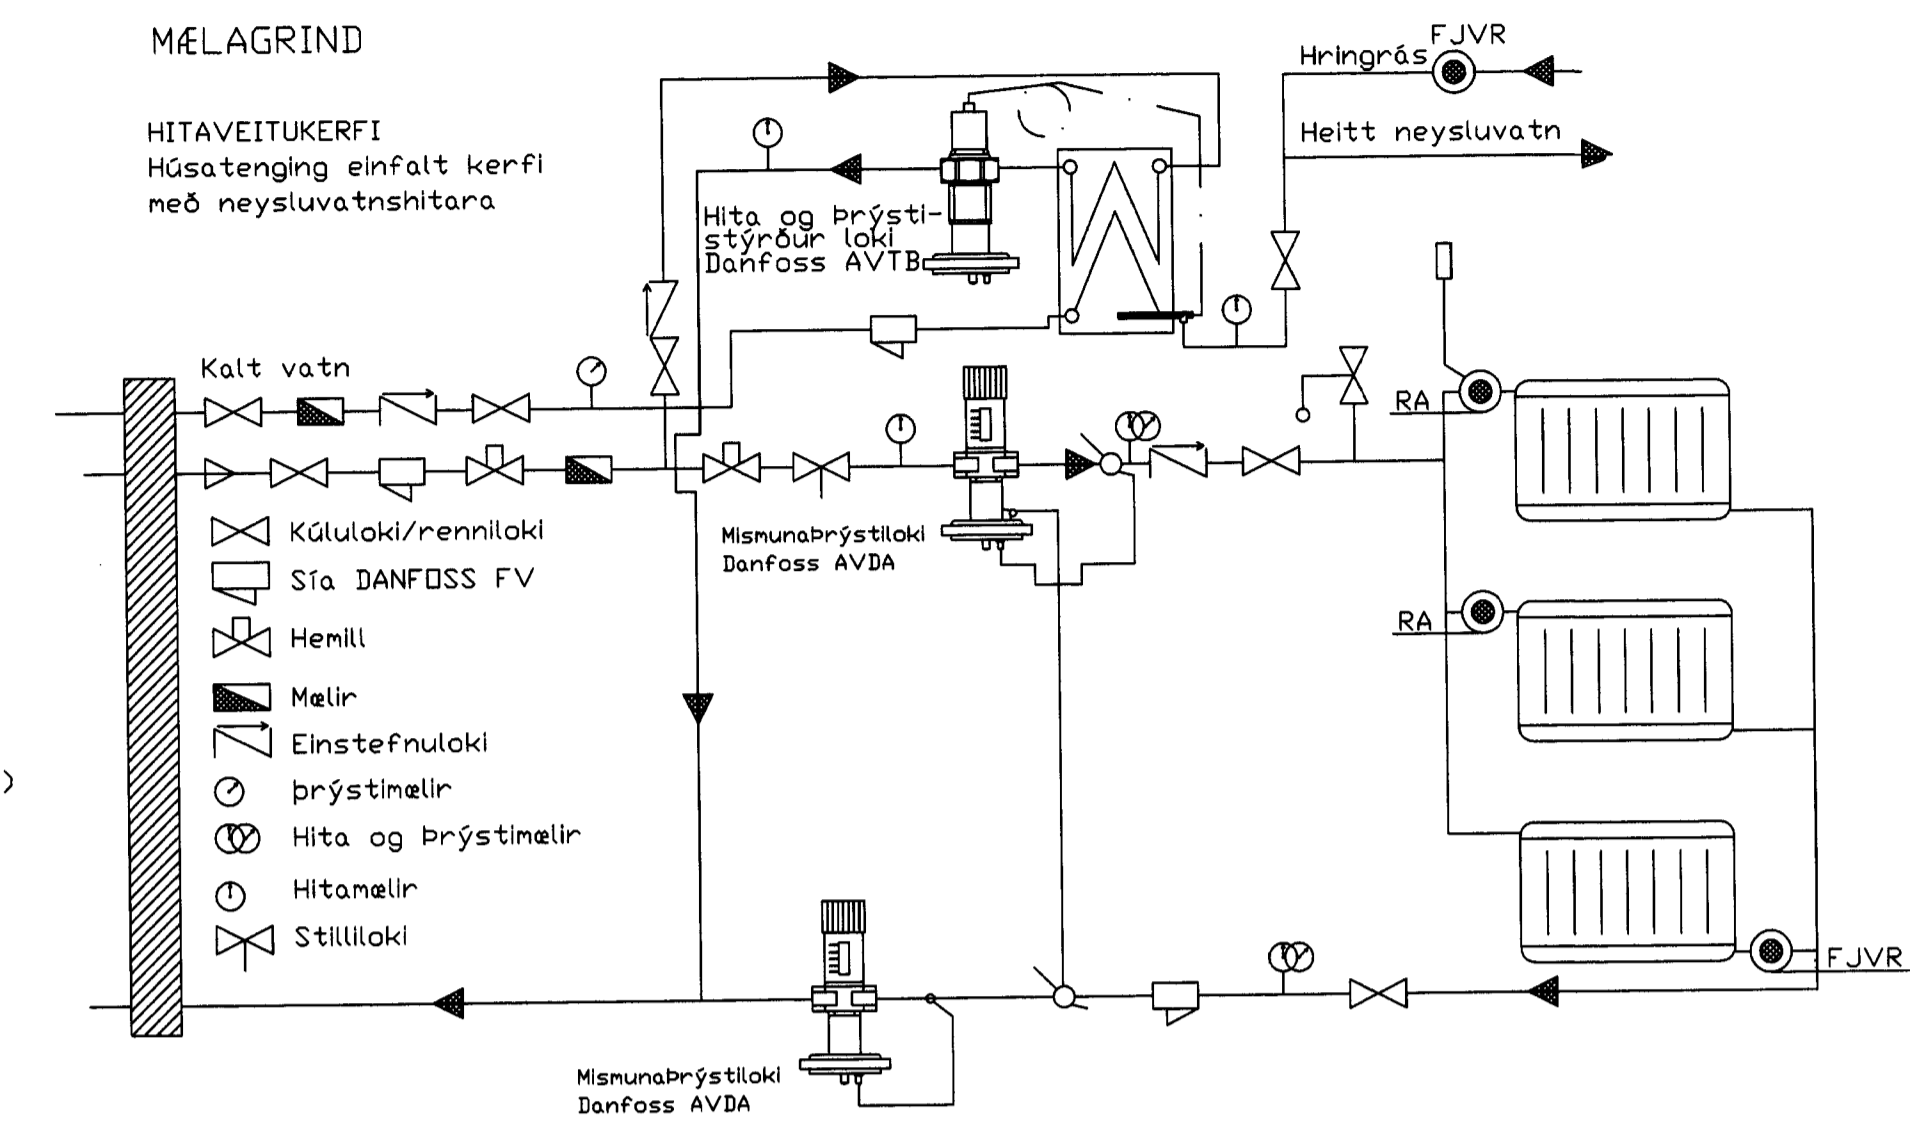 MÆLAGRIND
HITAVEITUKERFI
Húsatenging einfalt kerfi
með neysluvatnshitara
FJVR
Hringrás
Heitt neysluvatn
Hita og Þrýsti-
stýrður loki
Danfoss AVTB
Kalt vatn
RA
RA
FJVR
Mismunaþrýstiloki
Danfoss AVDA
Kúluloki/renniloki
Sía DANFOSS FV
Hemill
Mælir
Einstefnuloki
Þrýstimælir
Hita og Þrýstimælir
Hitamælir
Stilliloki
Mismunaþrýstiloki
Danfoss AVDA